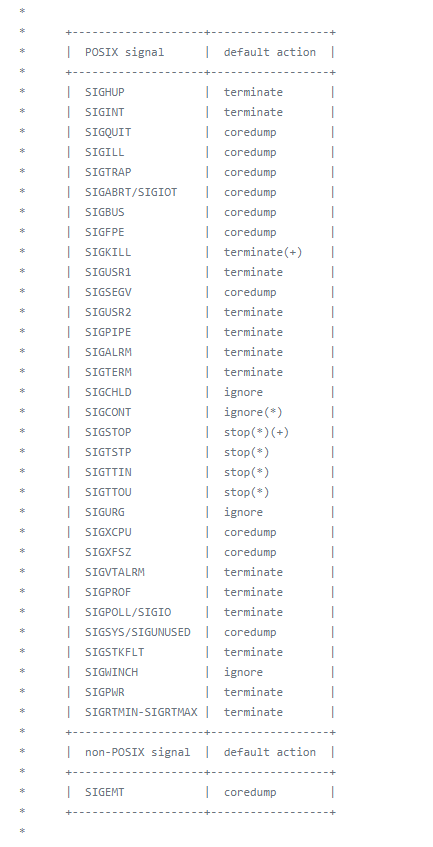 *
*      +--------------------+-----------------+
*      |  POSIX signal      |  default action |
*      +--------------------+-----------------+
*      |  SIGHUP            |  terminate      |
*      |  SIGINT            |  terminate      |
*      |  SIGQUIT           |  coredump       |
*      |  SIGILL            |  coredump       |
*      |  SIGTRAP           |  coredump       |
*      |  SIGABRT/SIGIOT    |  coredump       |
*      |  SIGBUS            |  coredump       |
*      |  SIGFPE            |  coredump       |
*      |  SIGKILL           |  terminate(+)   |
*      |  SIGUSR1           |  terminate      |
*      |  SIGSEGV           |  coredump       |
*      |  SIGUSR2           |  terminate      |
*      |  SIGPIPE           |  terminate      |
*      |  SIGALRM           |  terminate      |
*      |  SIGTERM           |  terminate      |
*      |  SIGCHLD           |  ignore         |
*      |  SIGCONT           |  ignore(*)      |
*      |  SIGSTOP           |  stop(*)(+)     |
*      |  SIGTSTP           |  stop(*)        |
*      |  SIGTTIN           |  stop(*)        |
*      |  SIGTTOU           |  stop(*)        |
*      |  SIGURG            |  ignore         |
*      |  SIGXCPU           |  coredump       |
*      |  SIGXFSZ           |  coredump       |
*      |  SIGVTALRM         |  terminate      |
*      |  SIGPROF           |  terminate      |
*      |  SIGPOLL/SIGIO     |  terminate      |
*      |  SIGSYS/SIGUNUSED  |  coredump       |
*      |  SIGSTKFLT         |  terminate      |
*      |  SIGWINCH          |  ignore         |
*      |  SIGPWR            |  terminate      |
*      |  SIGRTMIN-SIGRTMAX |  terminate      |
*      +--------------------+-----------------+
*      |  non-POSIX signal  |  default action |
*      +--------------------+-----------------+
*      |  SIGEMT            |  coredump       |
*      +--------------------+-----------------+
*